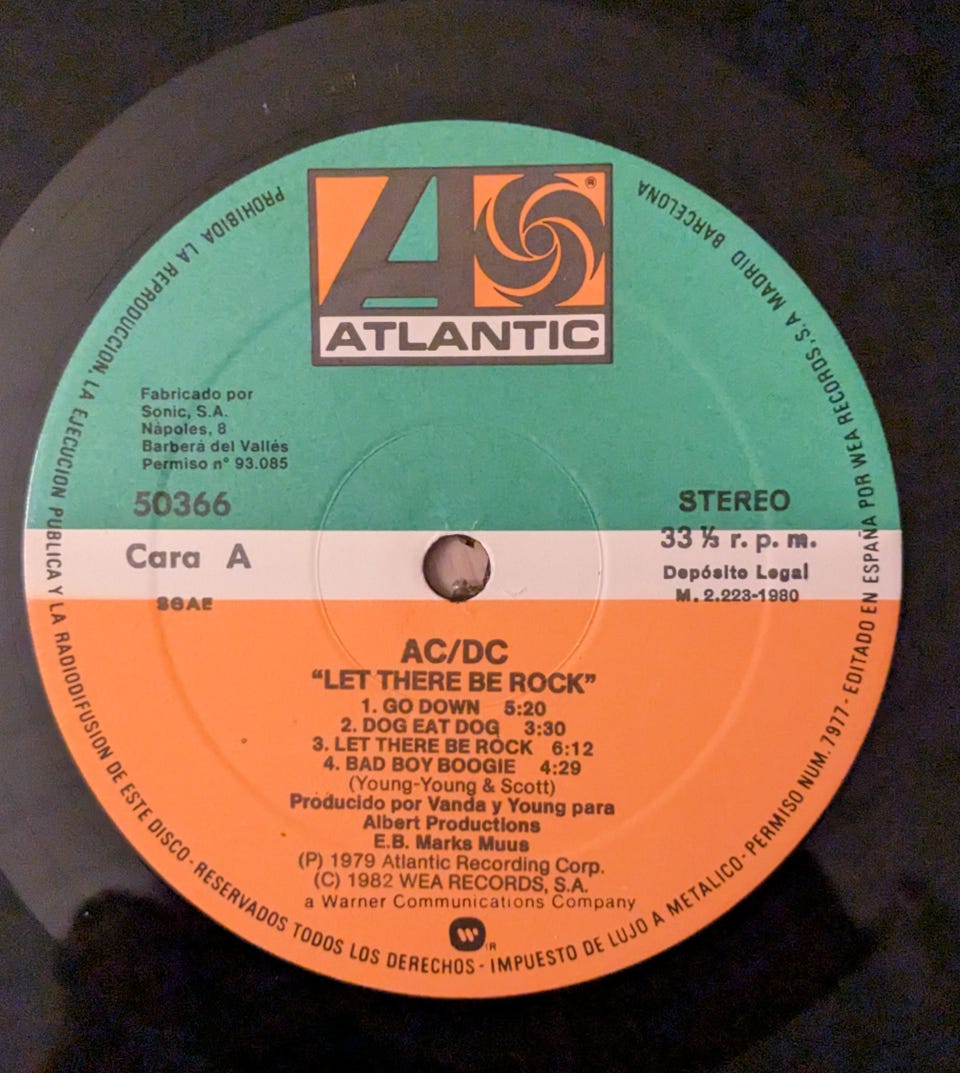 ATLANTIC
®
Fabricado por
Sonic, S.A.
Nápoles, 8
Barberá del Vallés
Permiso n° 93.085
50366
STEREO
Cara A
33 ⅓ r. p. m.
Depósito Legal
SGAE
M. 2.223-1980
AC/DC
“LET THERE BE ROCK”
1. GO DOWN 5:20
2. DOG EAT DOG 3:30
3. LET THERE BE ROCK 6:12
4. BAD BOY BOOGIE 4:29
(Young-Young & Scott)
Producido por Vanda y Young para
Albert Productions
E.B. Marks Muus
(P) 1979 Atlantic Recording Corp.
(C) 1982 WEA RECORDS, S.A.
a Warner Communications Company
PROHIBIDA LA REPRODUCCION, LA EJECUCION PUBLICA Y LA RADIODIFUSION DE ESTE DISCO - RESERVADOS TODOS LOS DERECHOS - IMPUESTO DE LUJO A METALICO - PERMISO NUM. 7977 - EDITADO EN ESPAÑA POR WEA RECORDS, S.A MADRID BARCELONA